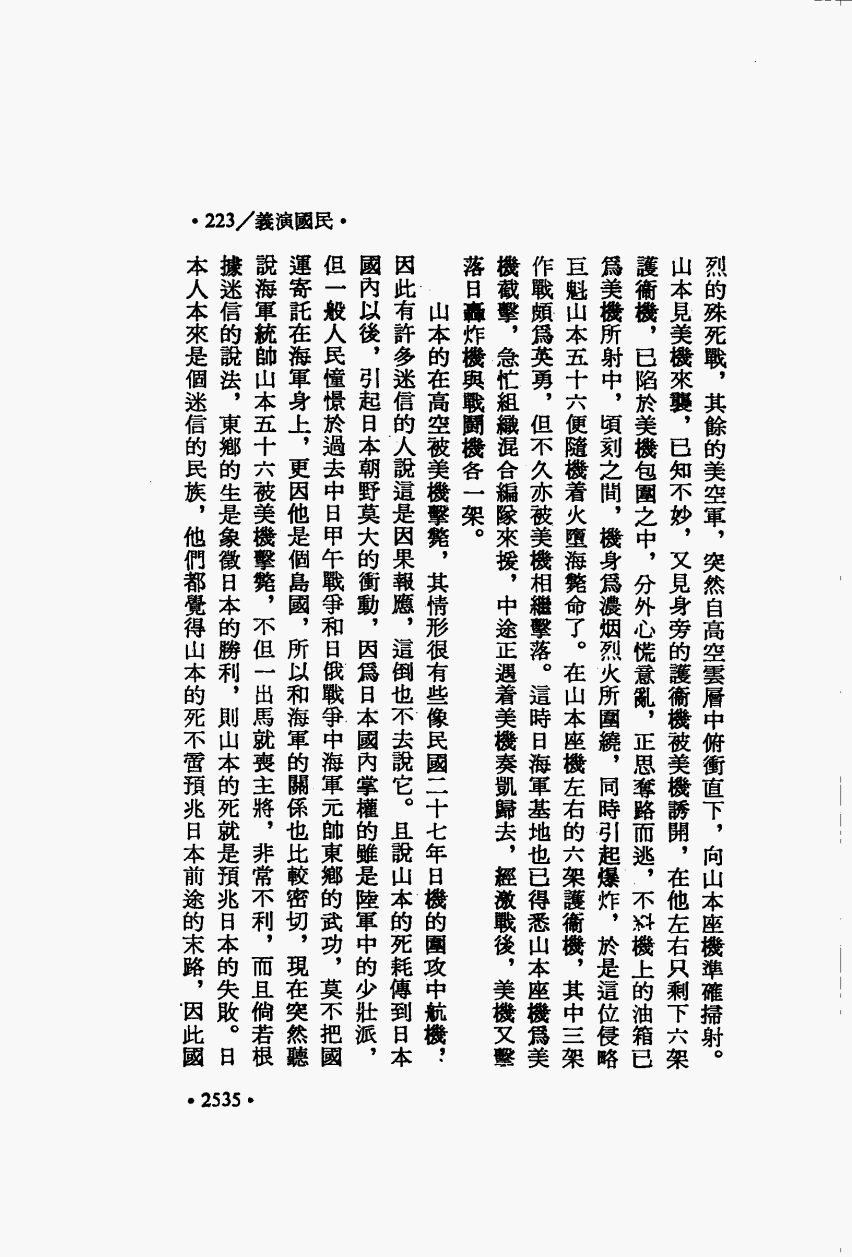 •223／義演國民•
烈的殊死戰，其餘的美空軍，突然自高空雲層中俯衝直下，向山本座機準確掃射。
山本見美機來襲，已知不妙，又見身旁的護衞機被美機誘開，在他左右只剩下六架
護衞機，已陷於美機包圍之中，分外心慌意亂，正思奪路而逃，不料機上的油箱已
爲美機所射中，頃刻之間，機身爲濃烟烈火所圍繞，同時引起爆炸，於是這位侵略
巨魁山本五十六便隨機着火墮海斃命了。在山本座機左右的六架護衞機，其中三架
作戰頗爲英勇，但不久亦被美機相繼擊落。這時日海軍基地也已得悉山本座機爲美
機截擊，急忙組織混合編隊來援，中途正遇着美機奏凱歸去，經激戰後，美機又擊
落日轟炸機與戰鬬機各一架。
山本的在高空被美機擊斃，其情形很有些像民國二十七年日機的圍攻中航機，
因此有許多迷信的人說這是因果報應，這倒也不去說它。且說山本的死耗傳到日本
國內以後，引起日本朝野莫大的衝動，因爲日本國內掌權的雖是陸軍中的少壯派，
但一般人民憧憬於過去中日甲午戰爭和日俄戰爭中海軍元帥東鄉的武功，莫不把國
運寄託在海軍身上，更因他是個島國，所以和海軍的關係也比較密切，現在突然聽
說海軍統帥山本五十六被美機擊斃，不但一出馬就喪主將，非常不利，而且倘若根
據迷信的說法，東鄉的生是象徵日本的勝利，則山本的死就是預兆日本的失敗。日
本人本來是個迷信的民族，他們都覺得山本的死不啻預兆日本前途的末路，因此國
•2535•